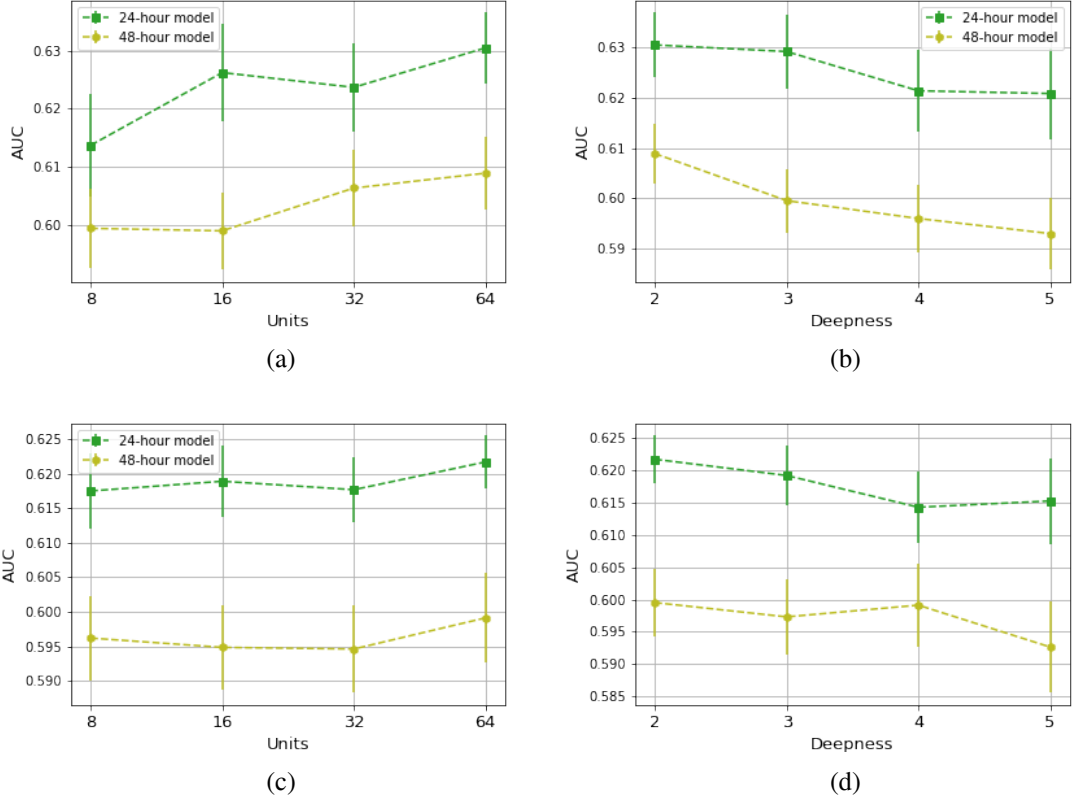 24-hour model
48-hour model
0.63
0.62
0.61
0.60
AUC
8
16
32
64
Units
(a)
24-hour model
48-hour model
0.63
0.62
0.61
0.60
0.59
AUC
2
3
4
5
Deepness
(b)
24-hour model
48-hour model
0.625
0.620
0.615
0.610
0.605
0.600
0.595
0.590
AUC
8
16
32
64
Units
(c)
0.625
0.620
0.615
0.610
0.605
0.600
0.595
0.590
0.585
AUC
2
3
4
5
Deepness
(d)